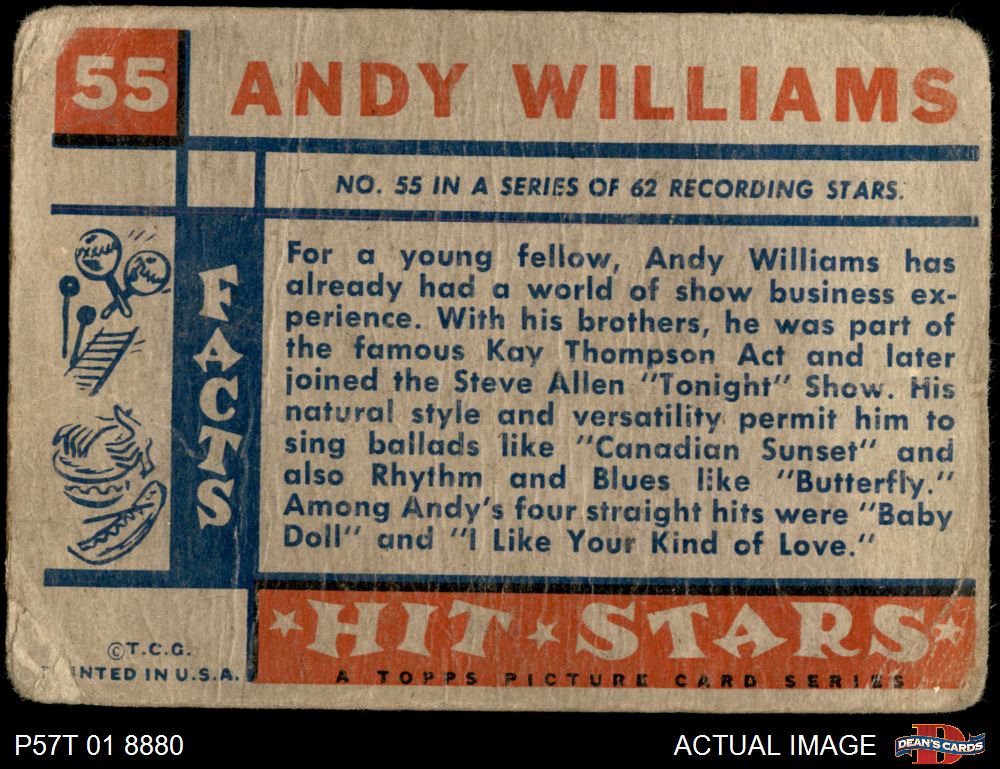 55
ANDY WILLIAMS
NO. 55 IN A SERIES OF 62 RECORDING STARS.
FACTS
For a young fellow, Andy Williams has
already had a world of show business ex-
perience. With his brothers, he was part of
the famous Kay Thompson Act and later
joined the Steve Allen "Tonight" Show. His
natural style and versatility permit him to
sing ballads like "Canadian Sunset" and
also Rhythm and Blues like "Butterfly."
Among Andy's four straight hits were "Baby
Doll" and "I Like Your Kind of Love."
©T.C.G.
PRINTED IN U.S.A.
HIT STARS
A TOPPS PICTURE CARD SERIES
P57T 01 8880
ACTUAL IMAGE
D
DEAN'S CARDS